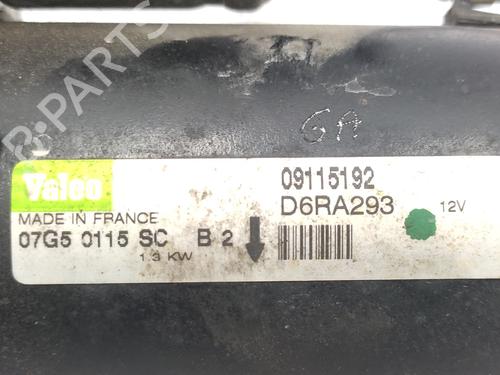 GA
Valeo
09115192
MADE IN FRANCE
D6RA293 12V
07G5 0115 SC B 2
1.3 KW
B-PARTS